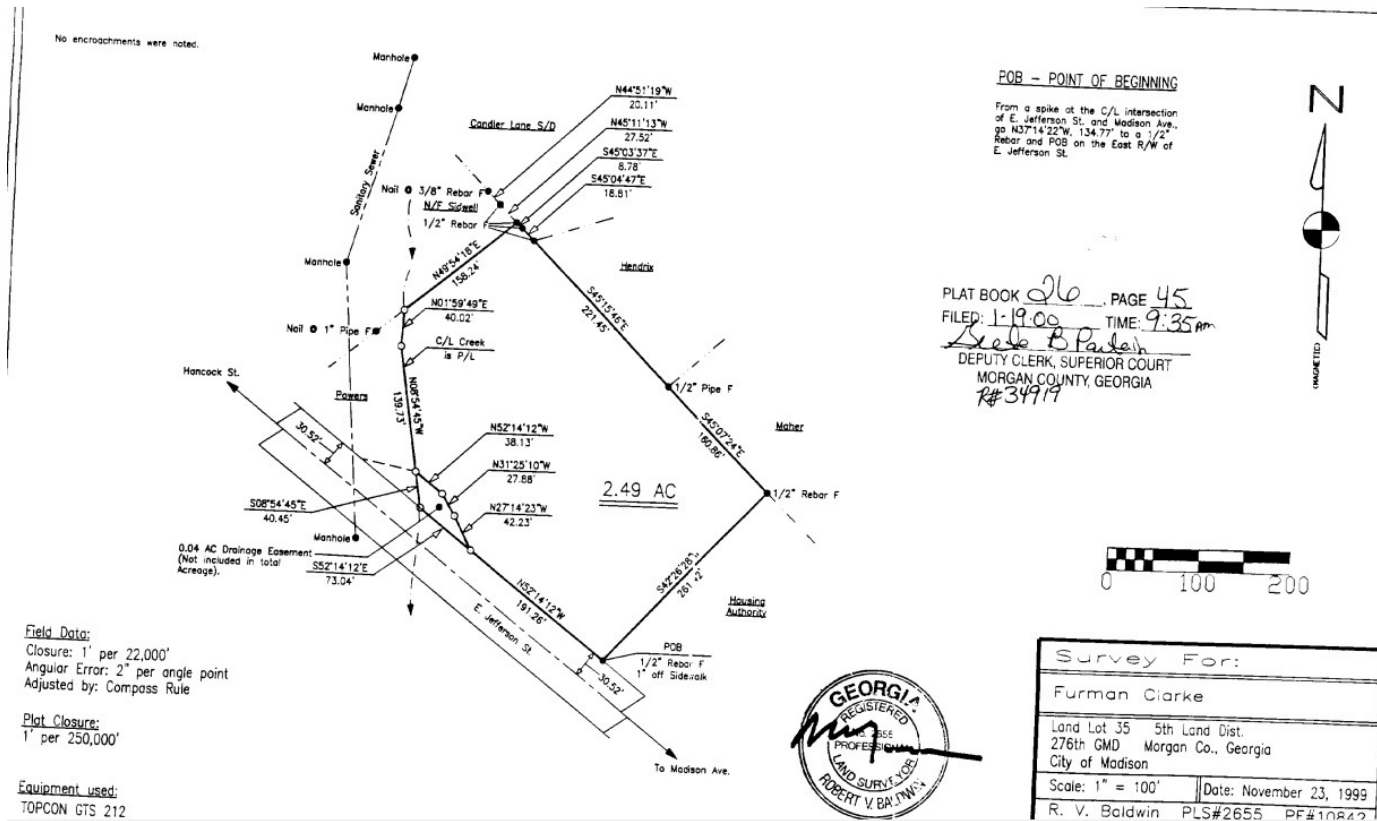 No encroachments were noted.
Manhole
Manhole
Sanitary Sewer
Candler Lane S/D
N44°51'19"W
20.11'
N45°11'13"W
27.52'
S45°03'37"E
8.78'
S45°04'47"E
18.81'
Nail
3/8" Rebar F
N/F Sidwell
1/2" Rebar F
Manhole
N49°54'18"E
158.24'
Hendrix
N01°59'49"E
40.02'
S45°15'46"E
221.45'
Nail
1" Pipe F
C/L Creek
is P/L
Hancock St.
N08°54'45"W
139.73'
Powers
1/2" Pipe F
30.52'
N52°14'12"W
38.13'
N31°25'10"W
27.88'
S45°07'24"E
160.86'
Maher
2.49 AC
1/2" Rebar F
S08°54'45"E
40.45'
N27°14'23"W
42.23'
Manhole
0.04 AC Drainage Easement
(Not included in total
Acreage).
S52°14'12"E
73.04'
N52°14'12"W
191.26'
S42°26'28"
Housing
Authority
E. Jefferson St.
POB
1/2" Rebar F
1" off Sidewalk
30.52'
To Madison Ave.
POB - POINT OF BEGINNING
From a spike at the C/L intersection
of E. Jefferson St. and Madison Ave.,
go N37°14'22"W, 134.77' to a 1/2"
Rebar and POB on the East R/W of
E. Jefferson St.
N
(MAGNETIC)
PLAT BOOK 26, PAGE 45
FILED: 1-19-00 TIME: 9:35 Am
DEPUTY CLERK, SUPERIOR COURT
MORGAN COUNTY, GEORGIA
R# 34919
0 100 200
Field Data:
Closure: 1' per 22,000'
Angular Error: 2" per angle point
Adjusted by: Compass Rule
Plat Closure:
1' per 250,000'
Equipment used:
TOPCON GTS 212
GEORGIA
REGISTERED
NO. 2655
PROFESSIONAL
LAND SURVEYOR
ROBERT V. BALDWIN
Survey For:
Furman Clarke
Land Lot 35 5th Land Dist.
276th GMD Morgan Co., Georgia
City of Madison
Scale: 1" = 100' Date: November 23, 1999
R. V. Baldwin PLS#2655 PE#10842